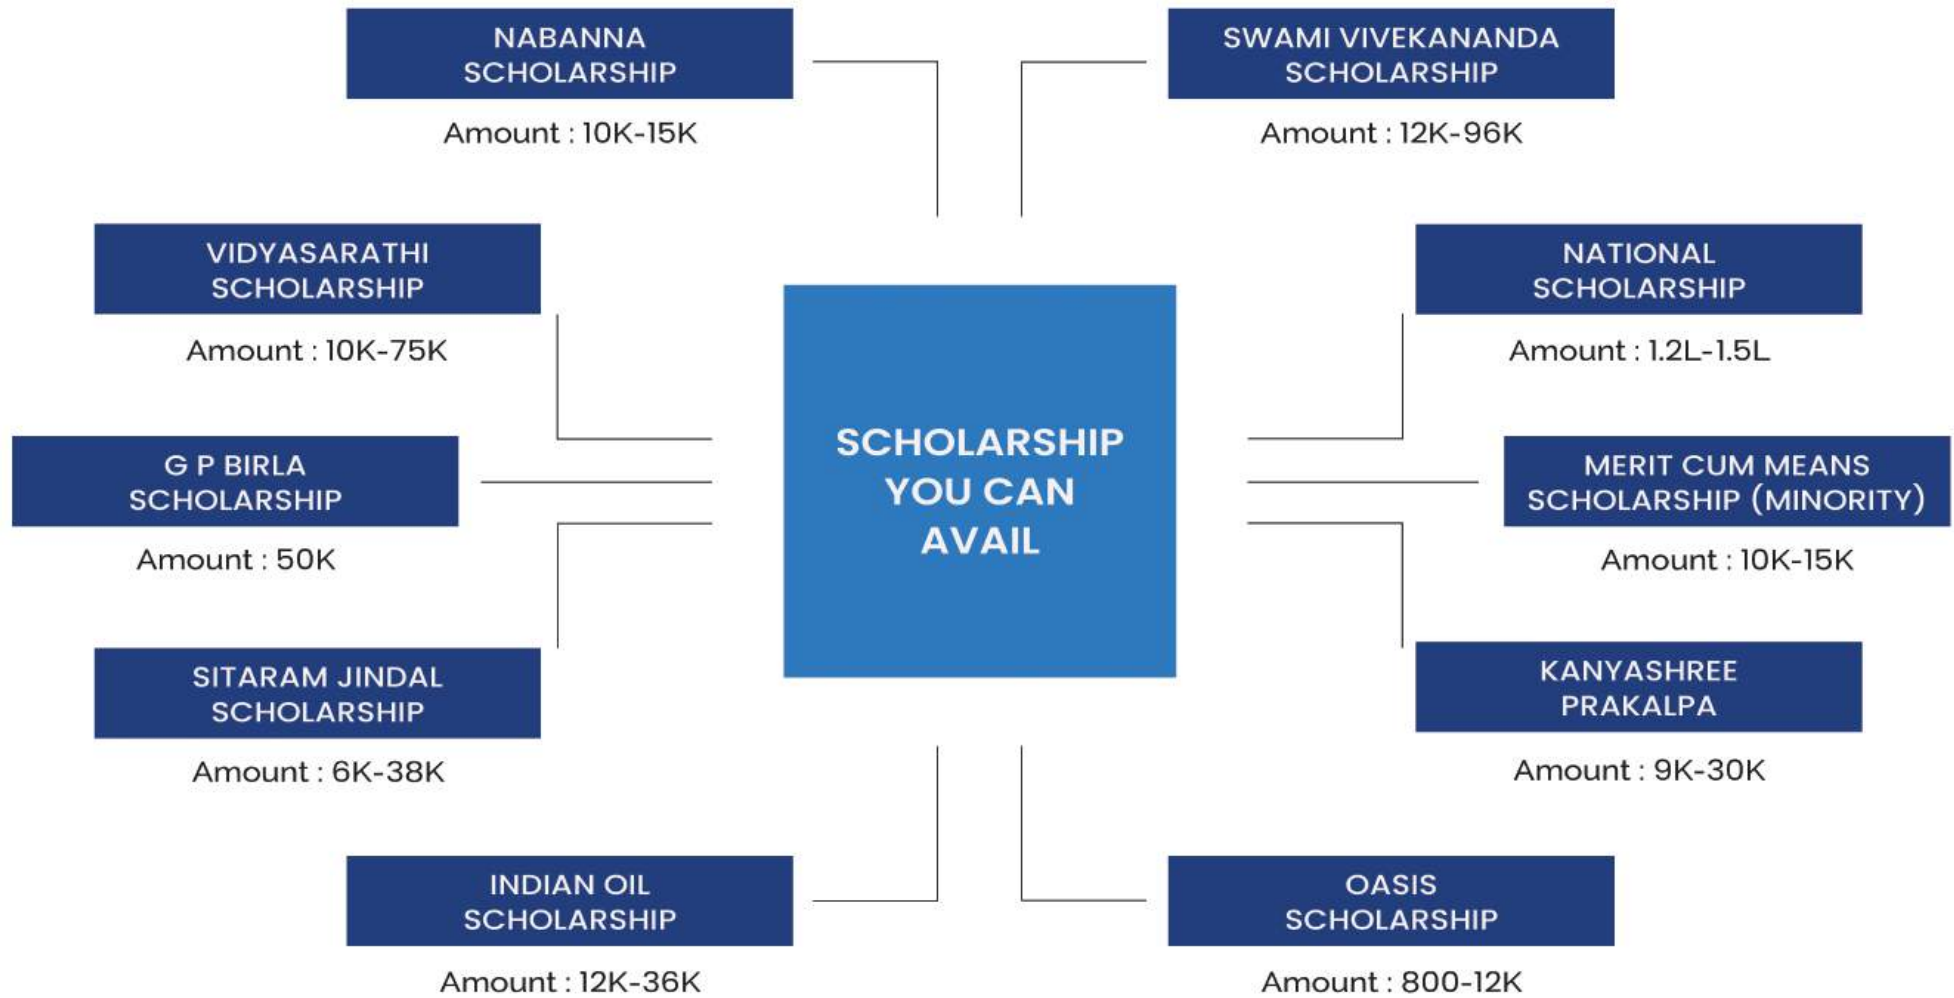 NABANNA
SCHOLARSHIP
Amount : 10K-15K
SWAMI VIVEKANANDA
SCHOLARSHIP
Amount : 12K-96K
VIDYASARATHI
SCHOLARSHIP
Amount : 10K-75K
NATIONAL
SCHOLARSHIP
Amount : 1.2L-1.5L
G P BIRLA
SCHOLARSHIP
Amount : 50K
SCHOLARSHIP
YOU CAN
AVAIL
MERIT CUM MEANS
SCHOLARSHIP (MINORITY)
Amount : 10K-15K
SITARAM JINDAL
SCHOLARSHIP
Amount : 6K-38K
KANYASHREE
PRAKALPA
Amount : 9K-30K
INDIAN OIL
SCHOLARSHIP
Amount : 12K-36K
OASIS
SCHOLARSHIP
Amount : 800-12K